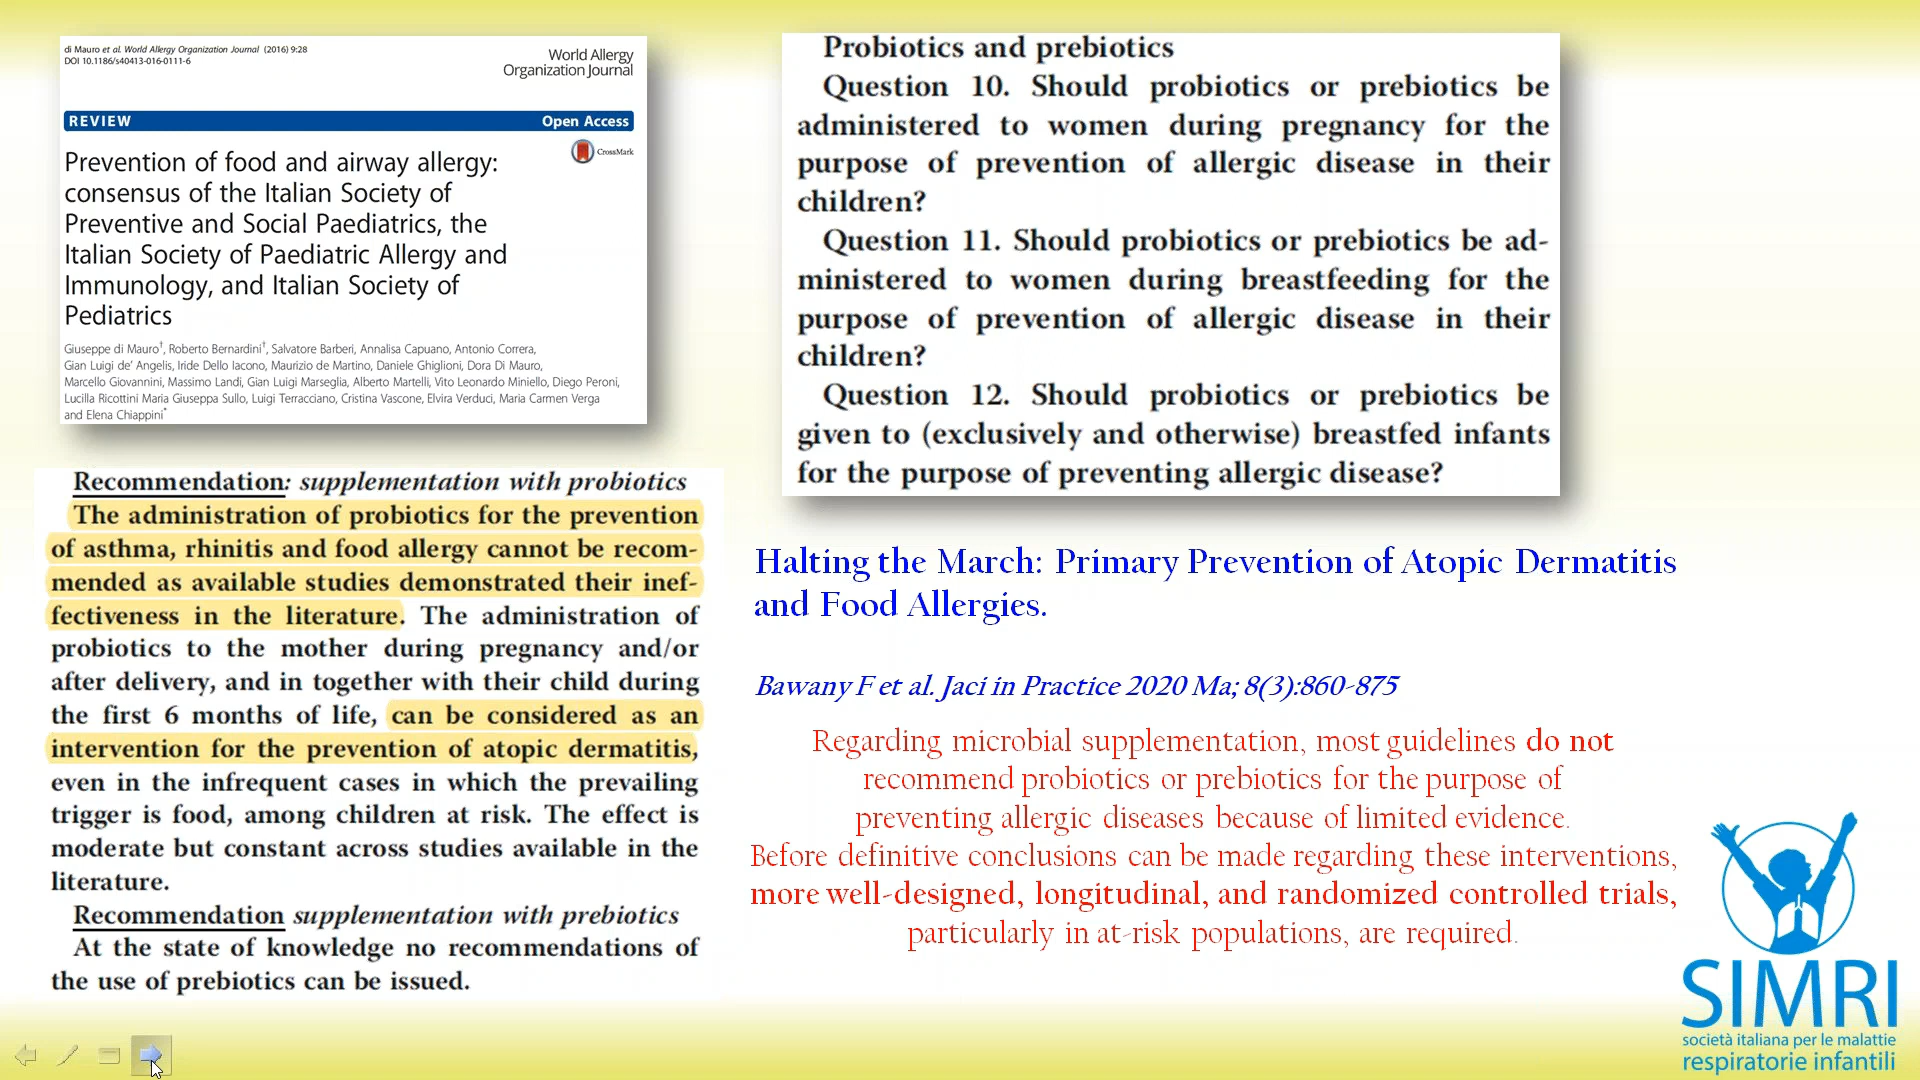 di Mauro et al. World Allergy Organization Journal (2016) 9:28
DOI 10.1186/s40413-016-0111-6
World Allergy
Organization Journal
REVIEW
Open Access
CrossMark
Prevention of food and airway allergy:
consensus of the Italian Society of
Preventive and Social Paediatrics, the
Italian Society of Paediatric Allergy and
Immunology, and Italian Society of
Pediatrics
Giuseppe di Mauro†, Roberto Bernardini†, Salvatore Barberi, Annalisa Capuano, Antonio Correra,
Gian Luigi de' Angelis, Iride Dello Iacono, Maurizio de Martino, Daniele Ghiglioni, Dora Di Mauro,
Marcello Giovannini, Massimo Landi, Gian Luigi Marseglia, Alberto Martelli, Vito Leonardo Miniello, Diego Peroni,
Lucilla Ricottini Maria Giuseppa Sullo, Luigi Terracciano, Cristina Vascone, Elvira Verduci, Maria Carmen Verga
and Elena Chiappini*
Recommendation: supplementation with probiotics
The administration of probiotics for the prevention
of asthma, rhinitis and food allergy cannot be recom-
mended as available studies demonstrated their inef-
fectiveness in the literature. The administration of
probiotics to the mother during pregnancy and/or
after delivery, and in together with their child during
the first 6 months of life, can be considered as an
intervention for the prevention of atopic dermatitis,
even in the infrequent cases in which the prevailing
trigger is food, among children at risk. The effect is
moderate but constant across studies available in the
literature.
Recommendation supplementation with prebiotics
At the state of knowledge no recommendations of
the use of prebiotics can be issued.
Probiotics and prebiotics
Question 10. Should probiotics or prebiotics be
administered to women during pregnancy for the
purpose of prevention of allergic disease in their
children?
Question 11. Should probiotics or prebiotics be ad-
ministered to women during breastfeeding for the
purpose of prevention of allergic disease in their
children?
Question 12. Should probiotics or prebiotics be
given to (exclusively and otherwise) breastfed infants
for the purpose of preventing allergic disease?
Halting the March: Primary Prevention of Atopic Dermatitis
and Food Allergies.
Bawany F et al. Jaci in Practice 2020 Ma; 8(3):860-875
Regarding microbial supplementation, most guidelines do not
recommend probiotics or prebiotics for the purpose of
preventing allergic diseases because of limited evidence.
Before definitive conclusions can be made regarding these interventions,
more well-designed, longitudinal, and randomized controlled trials,
particularly in at-risk populations, are required.
SIMRI
società italiana per le malattie
respiratorie infantili